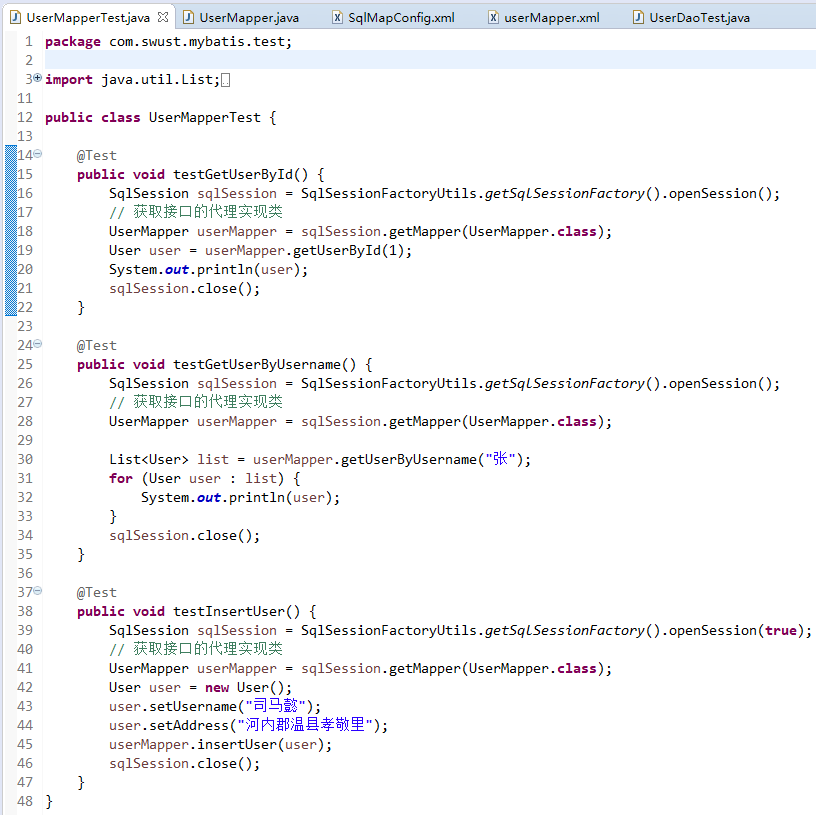 UserMapperTest.java UserMapper.java SqlMapConfig.xml userMapper.xml UserDaoTest.java
1 package com.swust.mybatis.test;
2
3 import java.util.List;
11
12 public class UserMapperTest {
13
14 @Test
15 public void testGetUserById() {
16 SqlSession sqlSession = SqlSessionFactoryUtils.getSqlSessionFactory().openSession();
17 // 获取接口的代理实现类
18 UserMapper userMapper = sqlSession.getMapper(UserMapper.class);
19 User user = userMapper.getUserById(1);
20 System.out.println(user);
21 sqlSession.close();
22 }
23
24 @Test
25 public void testGetUserByUsername() {
26 SqlSession sqlSession = SqlSessionFactoryUtils.getSqlSessionFactory().openSession();
27 // 获取接口的代理实现类
28 UserMapper userMapper = sqlSession.getMapper(UserMapper.class);
29
30 List<User> list = userMapper.getUserByUsername("张");
31 for (User user : list) {
32 System.out.println(user);
33 }
34 sqlSession.close();
35 }
36
37 @Test
38 public void testInsertUser() {
39 SqlSession sqlSession = SqlSessionFactoryUtils.getSqlSessionFactory().openSession(true);
40 // 获取接口的代理实现类
41 UserMapper userMapper = sqlSession.getMapper(UserMapper.class);
42 User user = new User();
43 user.setUsername("司马懿");
44 user.setAddress("河内郡温县孝敬里");
45 userMapper.insertUser(user);
46 sqlSession.close();
47 }
48 }